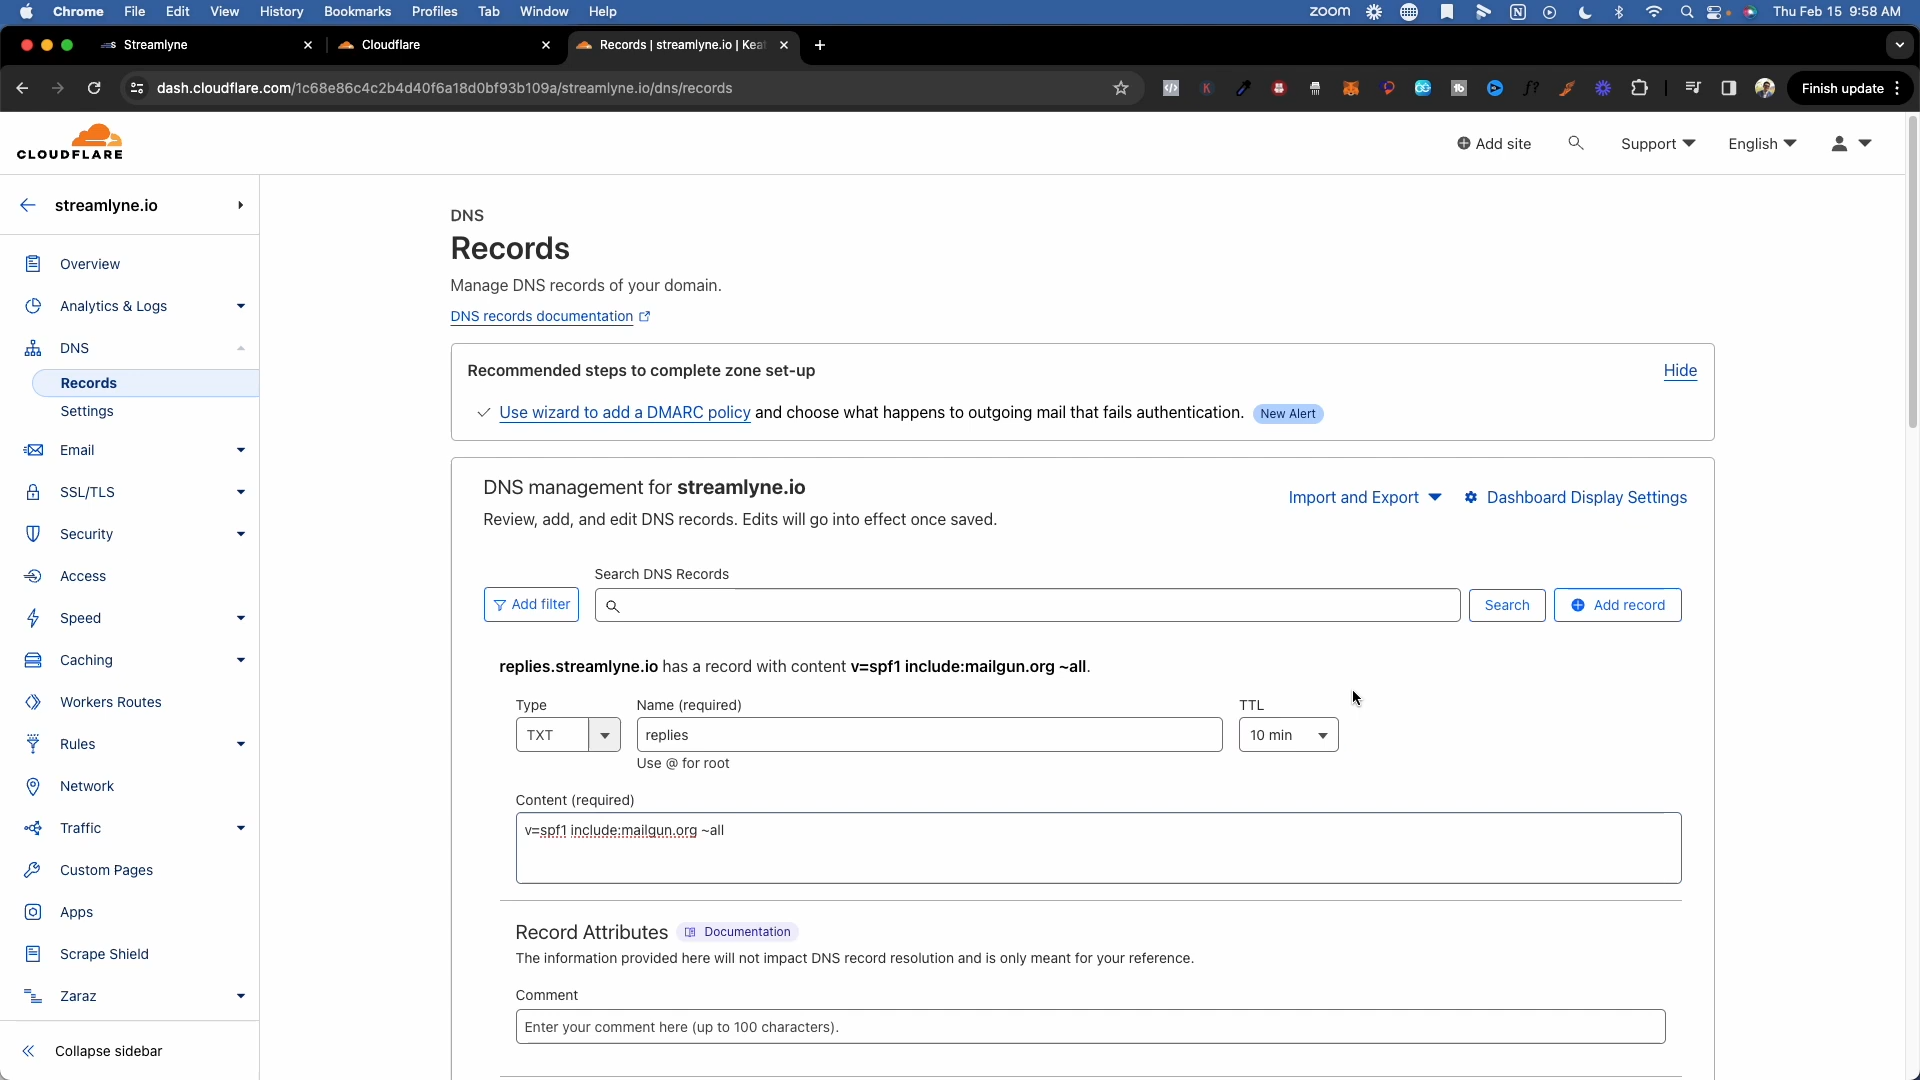 Chrome File Edit View History Bookmarks Profiles Tab Window Help
zoom Thu Feb 15 9:58 AM
Streamlyne
Cloudflare
Records | streamlyne.io | Kea
dash.cloudflare.com/1c68e86c4c2b4d40f6a18d0bf93b109a/streamlyne.io/dns/records
Finish update
CLOUDFLARE
Add site
Support
English
streamlyne.io
Overview
Analytics & Logs
DNS
Records
Settings
Email
SSL/TLS
Security
Access
Speed
Caching
Workers Routes
Rules
Network
Traffic
Custom Pages
Apps
Scrape Shield
Zaraz
Collapse sidebar
DNS
Records
Manage DNS records of your domain.
DNS records documentation
Recommended steps to complete zone set-up
Hide
Use wizard to add a DMARC policy and choose what happens to outgoing mail that fails authentication. New Alert
DNS management for streamlyne.io
Review, add, and edit DNS records. Edits will go into effect once saved.
Import and Export
Dashboard Display Settings
Search DNS Records
Add filter
Search
Add record
replies.streamlyne.io has a record with content v=spf1 include:mailgun.org ~all.
Type
Name (required)
TTL
TXT
replies
10 min
Use @ for root
Content (required)
v=spf1 include:mailgun.org ~all
Record Attributes Documentation
The information provided here will not impact DNS record resolution and is only meant for your reference.
Comment
Enter your comment here (up to 100 characters).